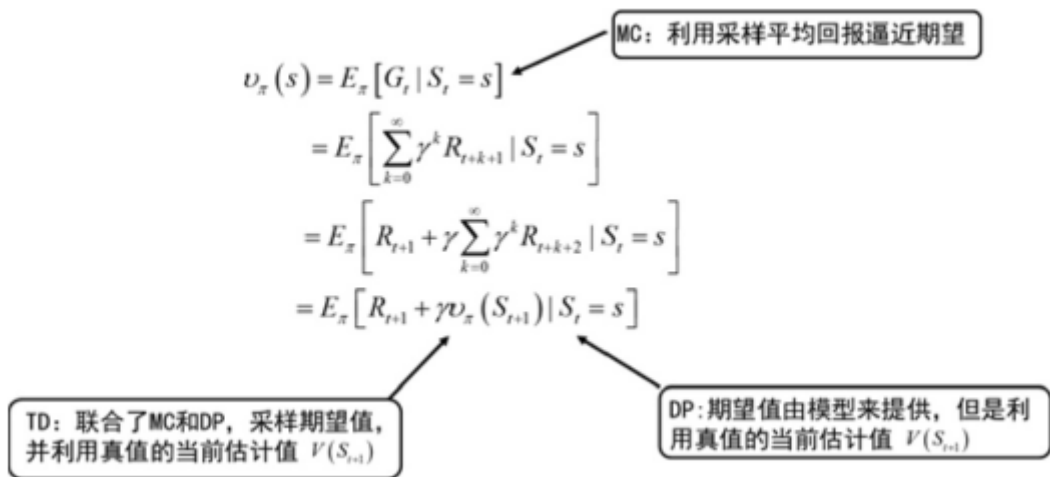 MC: 利用采样平均回报逼近期望
υ_π(s) = E_π[G_t | S_t = s]
= E_π[∑_{k=0}^{∞} γ^k R_{t+k+1} | S_t = s]
= E_π[R_{t+1} + γ∑_{k=0}^{∞} γ^k R_{t+k+2} | S_t = s]
= E_π[R_{t+1} + γυ_π(S_{t+1}) | S_t = s]
TD: 联合了MC和DP，采样期望值，
并利用真值的当前估计值 V(S_{t+1})
DP:期望值由模型来提供，但是利
用真值的当前估计值 V(S_{t+1})